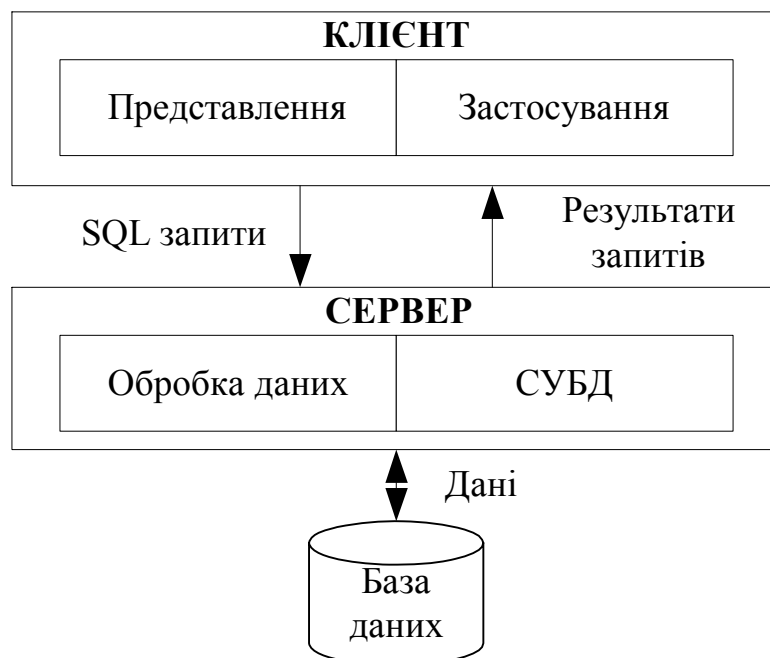 КЛІЄНТ
Представлення
Застосування
SQL запити
Результати
запитів
СЕРВЕР
Обробка даних
СУБД
Дані
База
даних